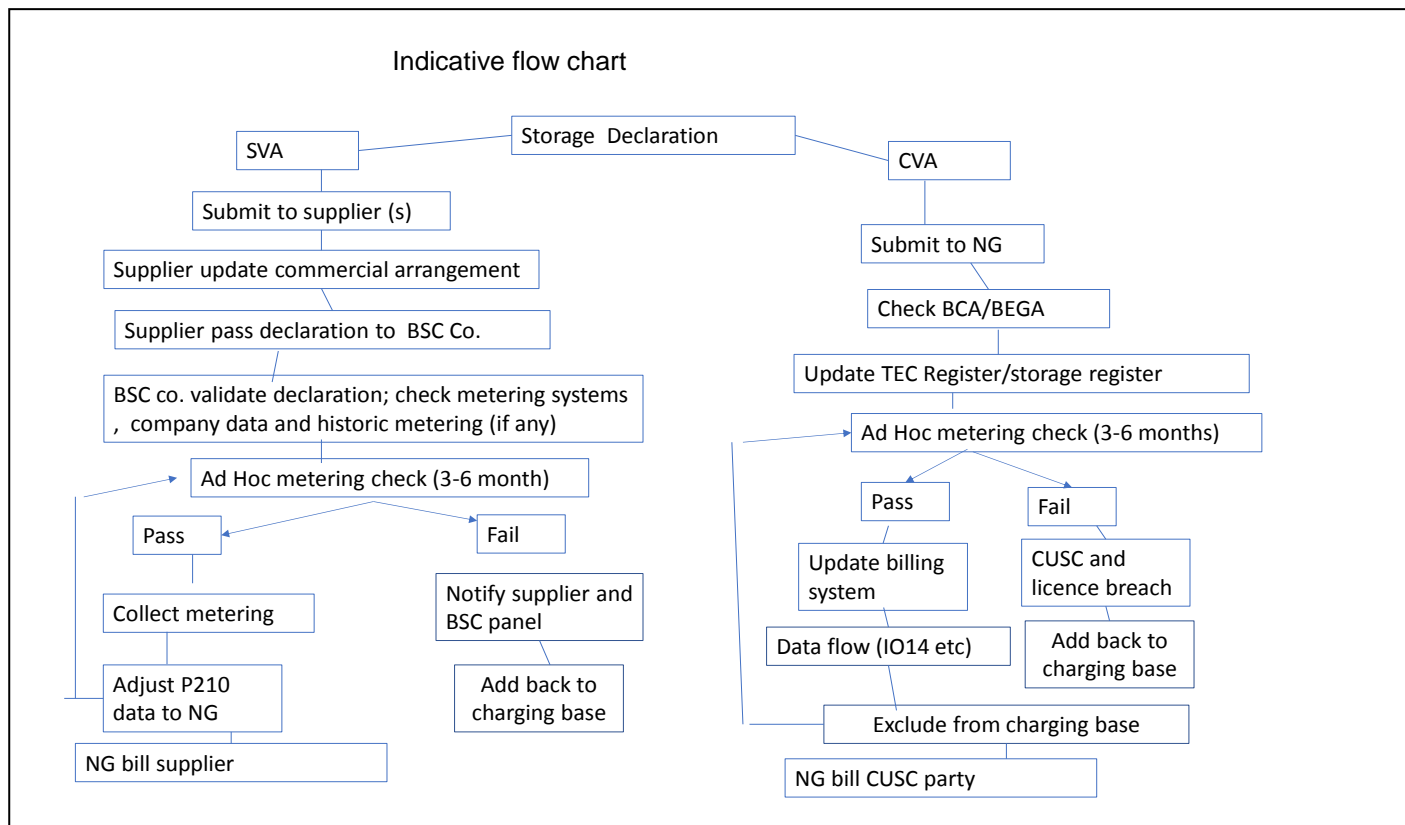 Indicative flow chart
Storage  Declaration
SVA
Submit to supplier (s)
Supplier update commercial arrangement
Supplier pass declaration to  BSC Co.
BSC co. validate declaration; check metering systems
,  company data and historic metering (if any)
Ad Hoc metering check (3-6 month)
Pass
Fail
Collect metering
Notify supplier and
BSC panel
Adjust P210
data to NG
Add back to
charging base
NG bill supplier
CVA
Submit to NG
Check BCA/BEGA
Update TEC Register/storage register
Ad Hoc metering check (3-6 months)
Pass
Fail
Update billing
system
CUSC and
licence breach
Data flow (IO14 etc)
Add back to
charging base
Exclude from charging base
NG bill CUSC party